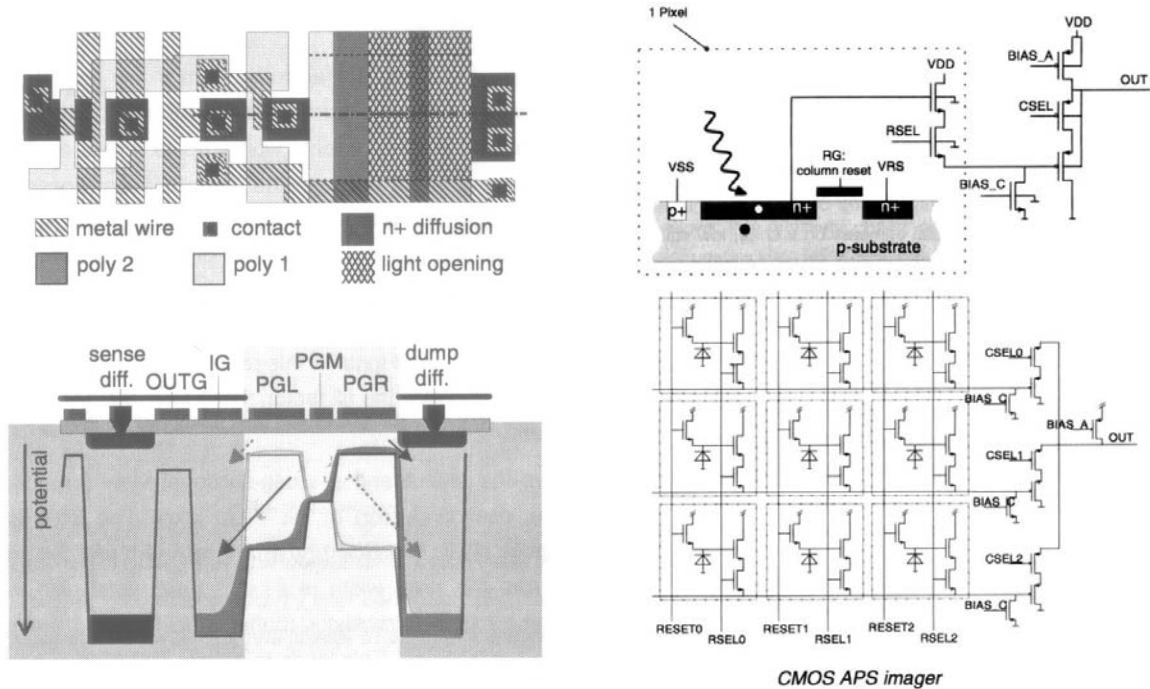 metal wire
contact
n+ diffusion
poly 2
poly 1
light opening
sense
diff.
OUTG
IG
PGL
PGM
PGR
dump
diff.
potential
1 Pixel
VDD
BIAS_A
OUT
VDD
CSEL
RSEL
RG:
column reset
VSS
VRS
BIAS_C
p+
n+
n+
p-substrate
CSEL0
BIAS_C
BIAS_A
OUT
CSEL1
BIAS_C
CSEL2
BIAS_C
RESET0
RSEL0
RESET1
RSEL1
RESET2
RSEL2
CMOS APS imager